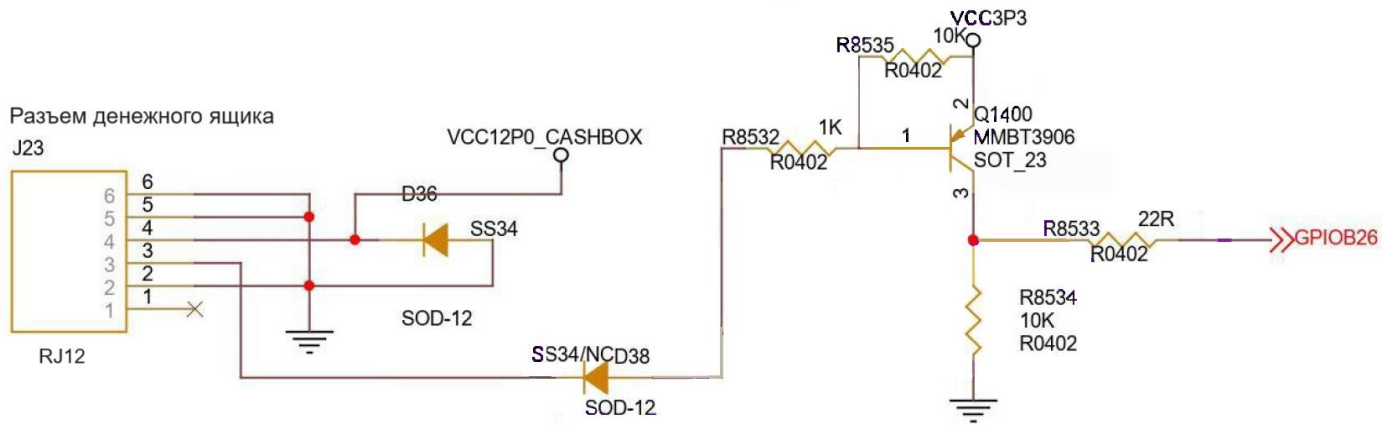 Разъем денежного ящика
J23
6
5
4
3
2
1
6
5
4
3
2
1
RJ12
VCC12P0_CASHBOX
D36
SS34
SOD-12
SS34/NCD38
SOD-12
VCC3P3
10K
R8535
R0402
R8532
1K
R0402
1
2
3
Q1400
MMBT3906
SOT_23
R8533
22R
R0402
GPIOB26
R8534
10K
R0402